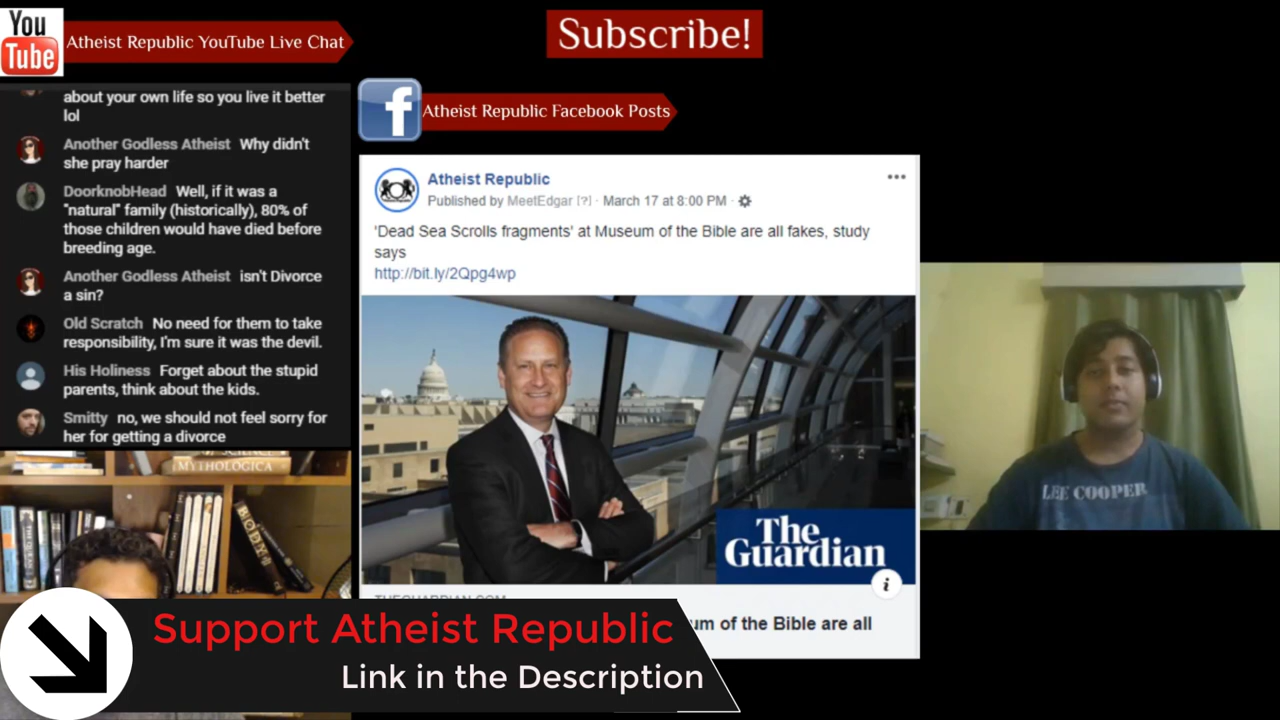 You
Tube
Atheist Republic YouTube Live Chat
Subscribe!
about your own life so you live it better
lol
Another Godless Atheist Why didn't
she pray harder
DoorknobHead Well, if it was a
"natural" family (historically), 80% of
those children would have died before
breeding age.
Another Godless Atheist isn't Divorce
a sin?
Old Scratch No need for them to take
responsibility, I'm sure it was the devil.
His Holiness Forget about the stupid
parents, think about the kids.
Smitty no, we should not feel sorry for
her for getting a divorce
f
Atheist Republic Facebook Posts
Atheist Republic
Published by MeetEdgar [?] · March 17 at 8:00 PM ·
'Dead Sea Scrolls fragments' at Museum of the Bible are all fakes, study
says
http://bit.ly/2Qpg4wp
The
Guardian
i
THEGUARDIAN.COM
um of the Bible are all
LEE COOPER
MYTHOLOGICA
BODY
Support Atheist Republic
Link in the Description